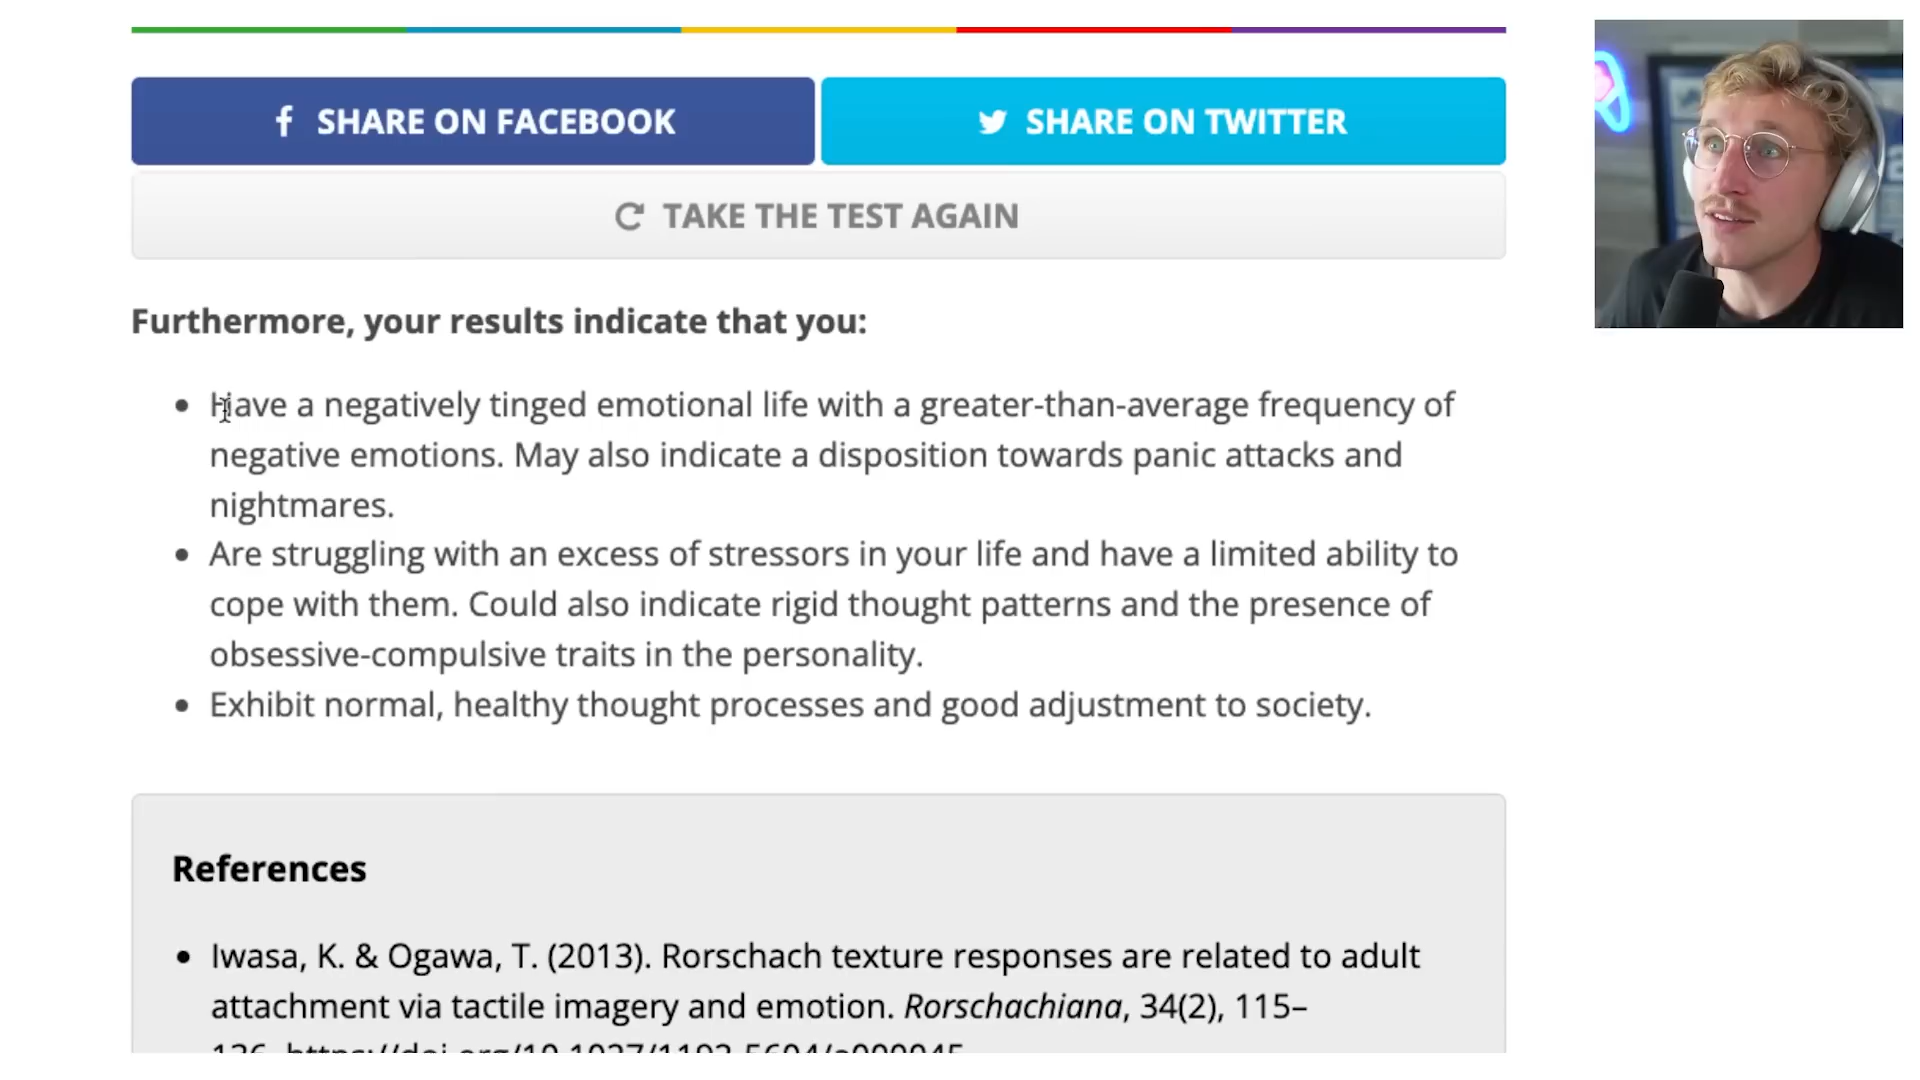 SHARE ON FACEBOOK
SHARE ON TWITTER
TAKE THE TEST AGAIN
Furthermore, your results indicate that you:
• Have a negatively tinged emotional life with a greater-than-average frequency of
negative emotions. May also indicate a disposition towards panic attacks and
nightmares.
• Are struggling with an excess of stressors in your life and have a limited ability to
cope with them. Could also indicate rigid thought patterns and the presence of
obsessive-compulsive traits in the personality.
• Exhibit normal, healthy thought processes and good adjustment to society.
References
• Iwasa, K. & Ogawa, T. (2013). Rorschach texture responses are related to adult
attachment via tactile imagery and emotion. Rorschachiana, 34(2), 115–